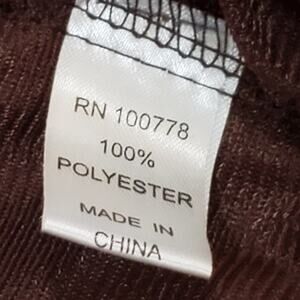 RN 100778
100%
POLYESTER
MADE IN
CHINA